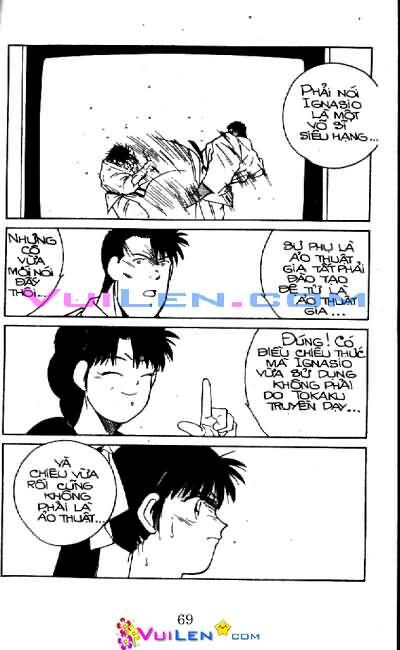 PHẢI NÓI
IGNASIO
LÀ MỘT
VÕ SĨ
SIÊU HẠNG...
NHƯNG
CÔ
VỪA
MỚI NÓI
ĐÂY
THÔI...
SƯ PHỤ LÀ
ẢO THUẬT
GIA TẤT PHẢI
ĐÀO TẠO
ĐỆ TỬ LÀ
ẢO THUẬT
GIA...
VUILEN.COM
ĐÚNG! CÓ
ĐIỀU CHIÊU THỨC
MÀ IGNASIO
VỪA SỬ DỤNG
KHÔNG PHẢI
DO TOKAKU
TRUYỀN DẠY...
VÀ
CHIÊU VỪA
RỒI CŨNG
KHÔNG
PHẢI LÀ
ẢO THUẬT...
69
VUILEN.COM